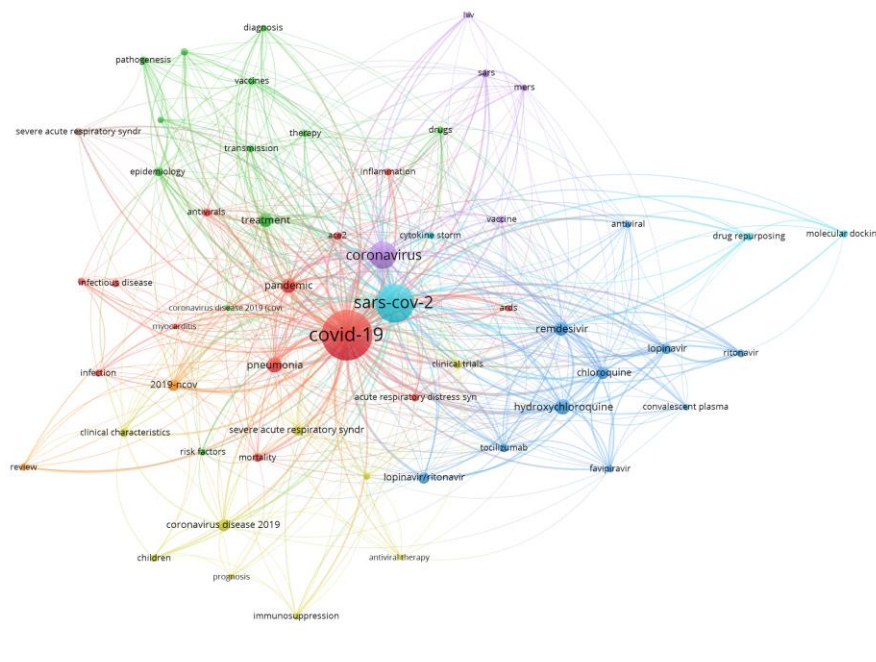 hiv
diagnosis
pathogenesis
sars
vaccines
mers
severe acute respiratory syndr
therapy
drugs
transmission
epidemiology
inflammation
antivirals
treatment
vaccine
antiviral
ace2
cytokine storm
drug repurposing
molecular dockin
coronavirus
infectious disease
pandemic
sars-cov-2
coronavirus disease 2019 (covi
ards
myocarditis
covid-19
remdesivir
lopinavir
ritonavir
pneumonia
clinical trials
infection
chloroquine
2019-ncov
acute respiratory distress syn
hydroxychloroquine
convalescent plasma
clinical characteristics
severe acute respiratory syndr
risk factors
mortality
tocilizumab
review
lopinavir/ritonavir
favipiravir
coronavirus disease 2019
children
antiviral therapy
prognosis
immunosuppression